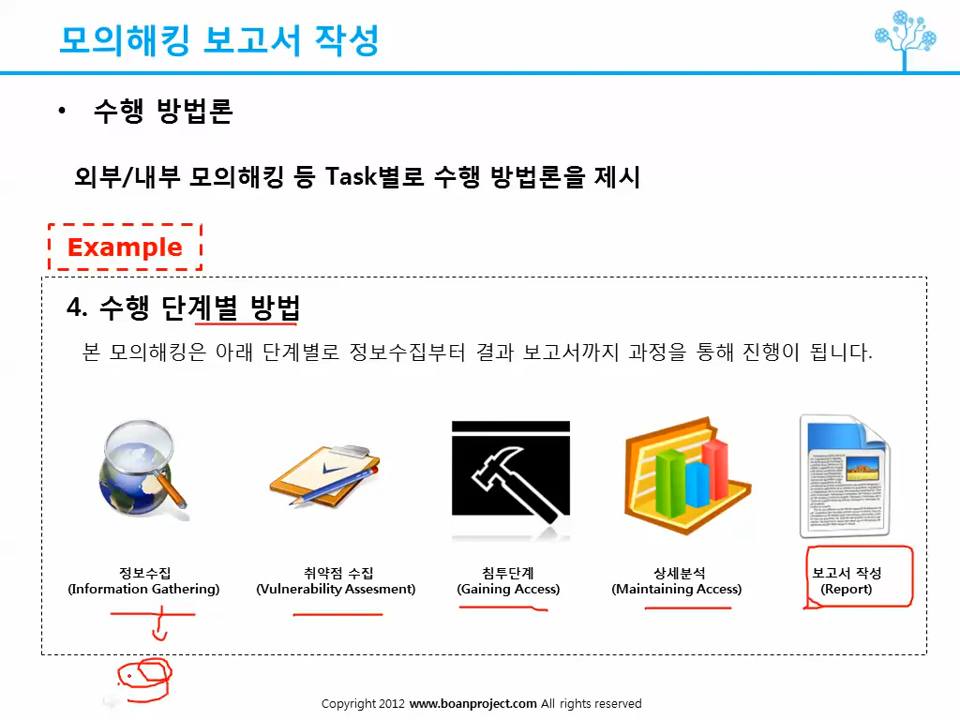 모의해킹 보고서 작성
• 수행 방법론
외부/내부 모의해킹 등 Task별로 수행 방법론을 제시
Example
4. 수행 단계별 방법
본 모의해킹은 아래 단계별로 정보수집부터 결과 보고서까지 과정을 통해 진행이 됩니다.
정보수집
(Information Gathering)
취약점 수집
(Vulnerability Assesment)
침투단계
(Gaining Access)
상세분석
(Maintaining Access)
보고서 작성
(Report)
Copyright 2012 www.boanproject.com All rights reserved